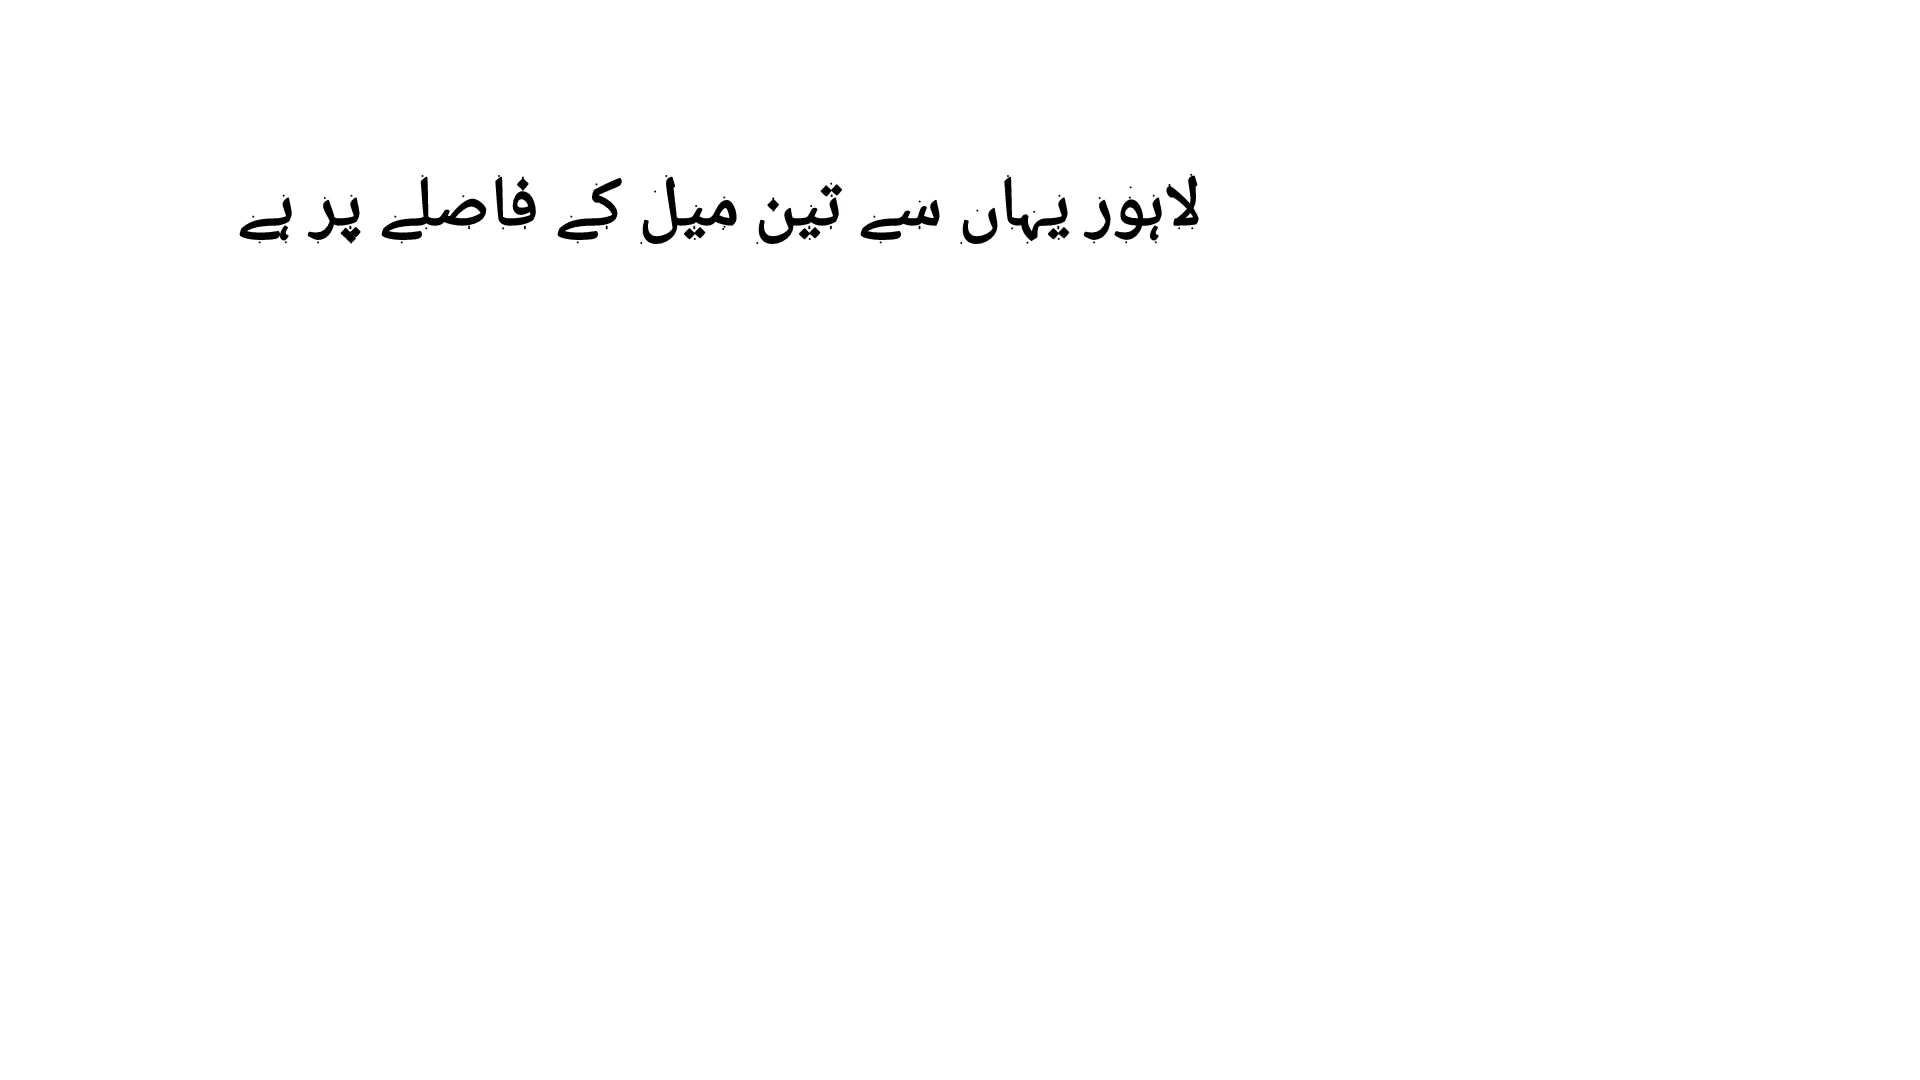 لاہور یہاں سے تین میل کے فاصلے پر ہے